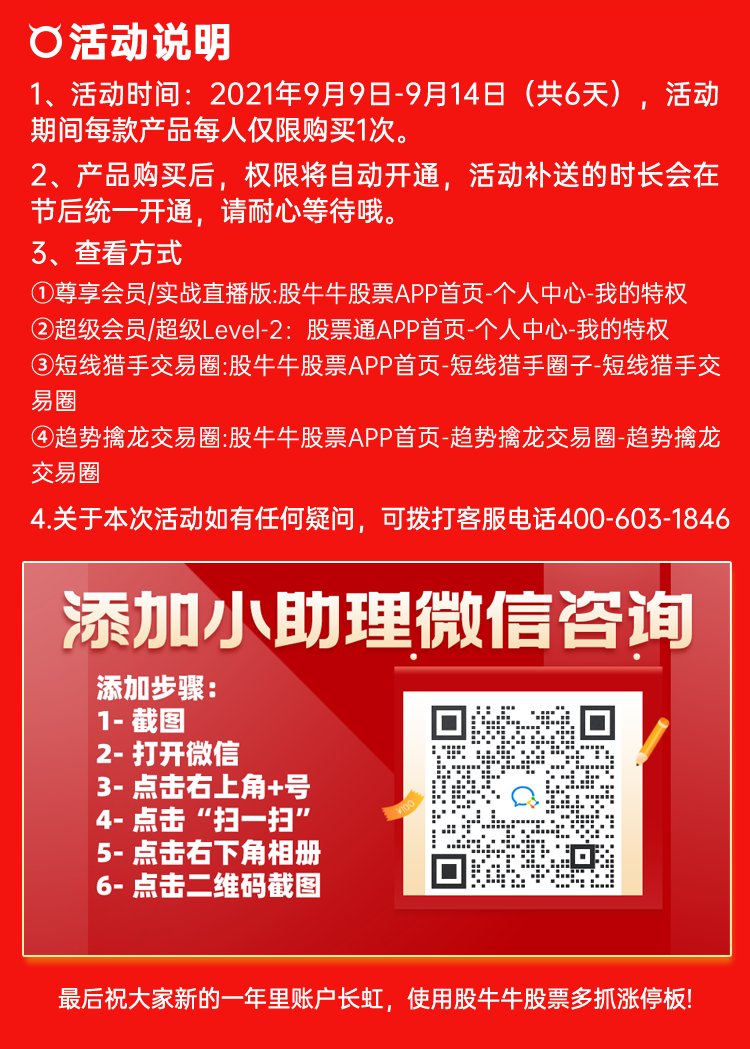 活动说明
1、活动时间：2021年9月9日-9月14日（共6天），活动
期间每款产品每人仅限购买1次。
2、产品购买后，权限将自动开通，活动补送的时长会在
节后统一开通，请耐心等待哦。
3、查看方式
①尊享会员/实战直播版:股牛牛股票APP首页-个人中心-我的特权
②超级会员/超级Level-2：股票通APP首页-个人中心-我的特权
③短线猎手交易圈:股牛牛股票APP首页-短线猎手圈子-短线猎手交
易圈
④趋势擒龙交易圈:股牛牛股票APP首页-趋势擒龙交易圈-趋势擒龙
交易圈
4.关于本次活动如有任何疑问，可拨打客服电话400-603-1846
添加小助理微信咨询
添加步骤：
1- 截图
2- 打开微信
3- 点击右上角+号
4- 点击“扫一扫”
5- 点击右下角相册
6- 点击二维码截图
¥100
最后祝大家新的一年里账户长虹，使用股牛牛股票多抓涨停板!